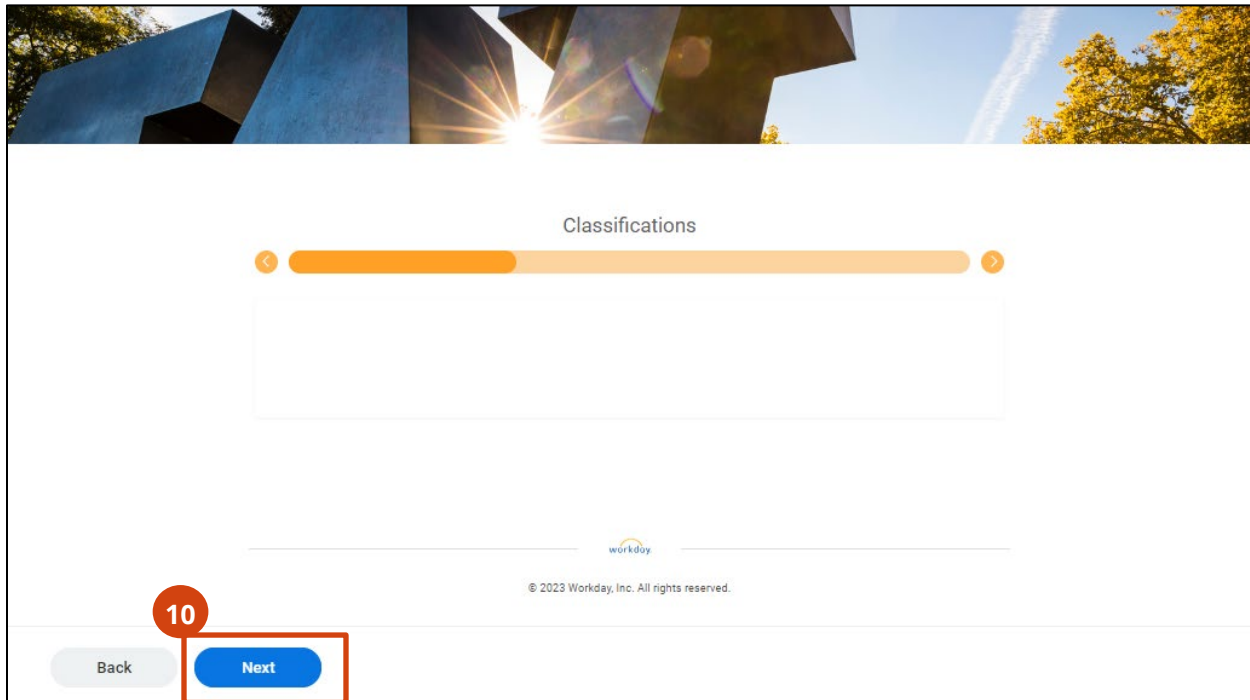 Classifications
workday
© 2023 Workday, Inc. All rights reserved.
10
Back
Next